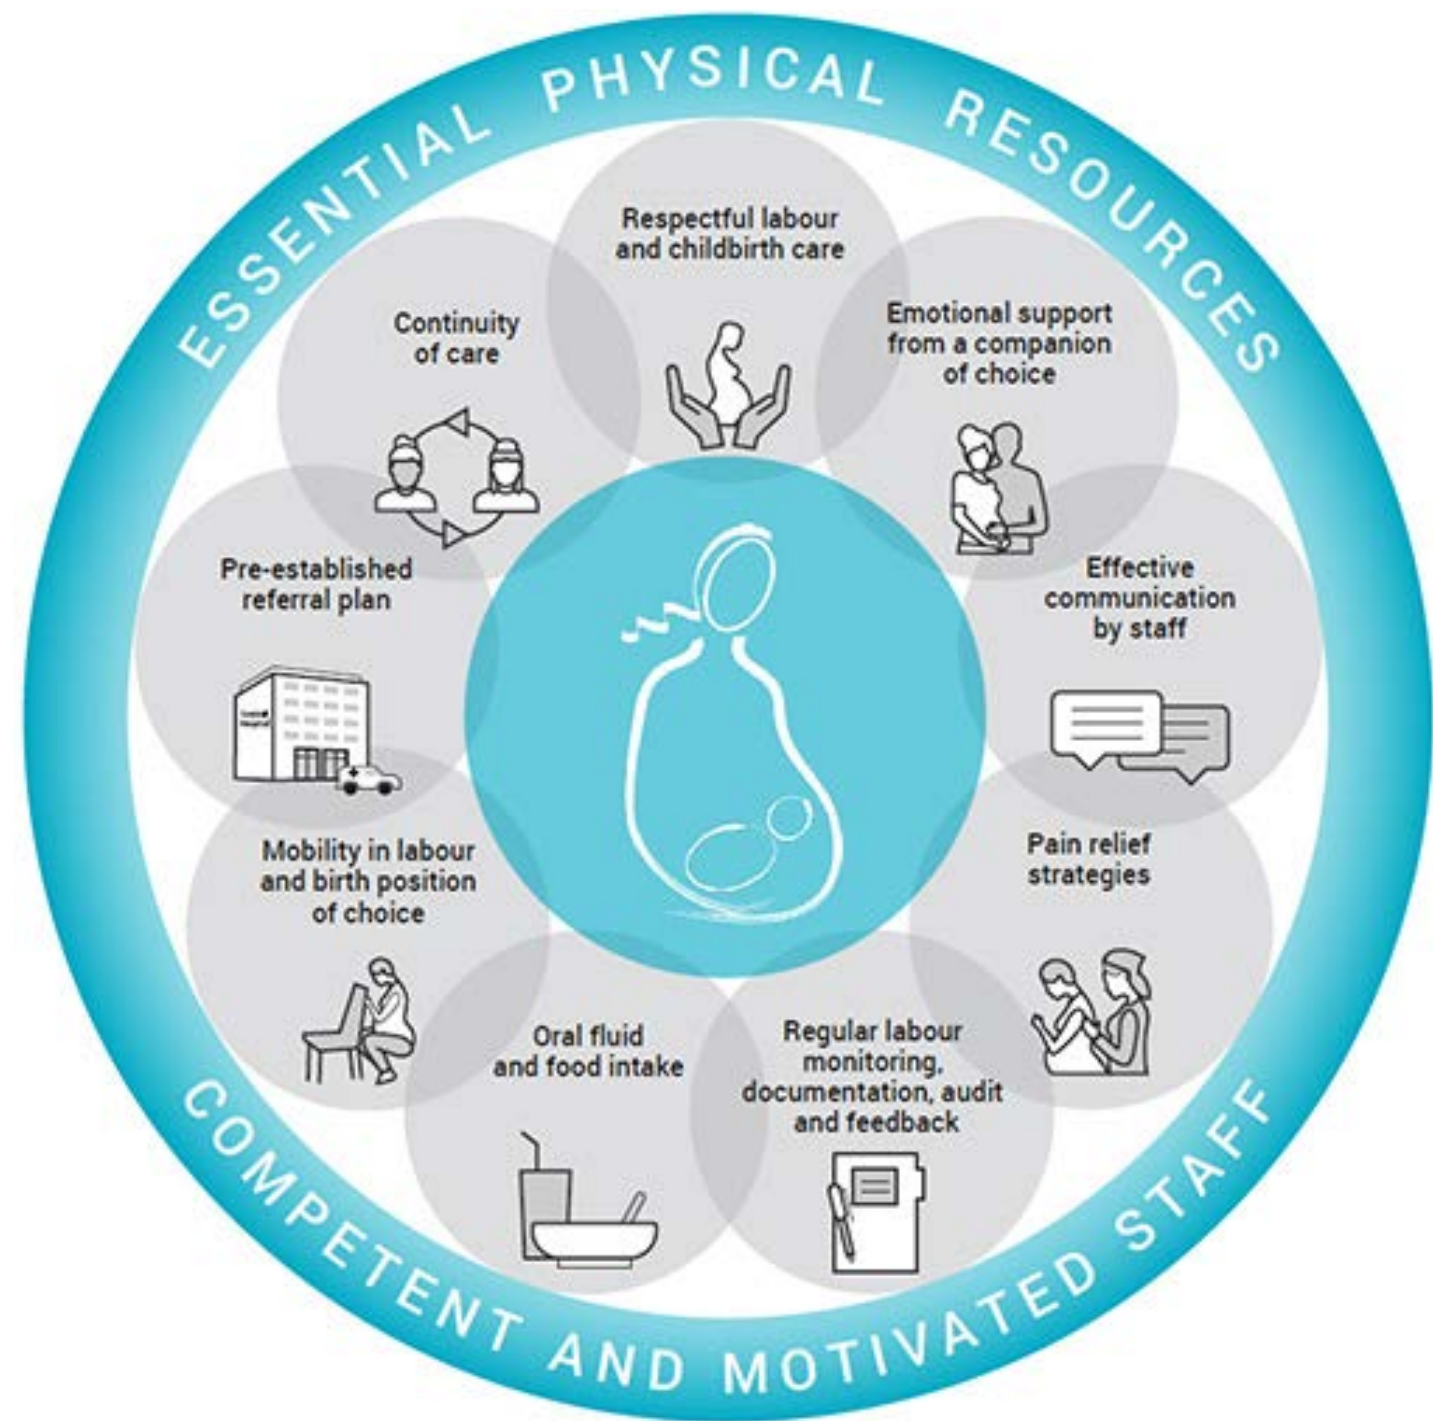 ESSENTIAL PHYSICAL RESOURCES
Respectful labour
and childbirth care
Emotional support
from a companion
of choice
Effective
communication
by staff
Pain relief
strategies
Regular labour
monitoring,
documentation, audit
and feedback
Oral fluid
and food intake
Mobility in labour
and birth position
of choice
Pre-established
referral plan
Hospital
Continuity
of care
COMPETENT AND MOTIVATED STAFF